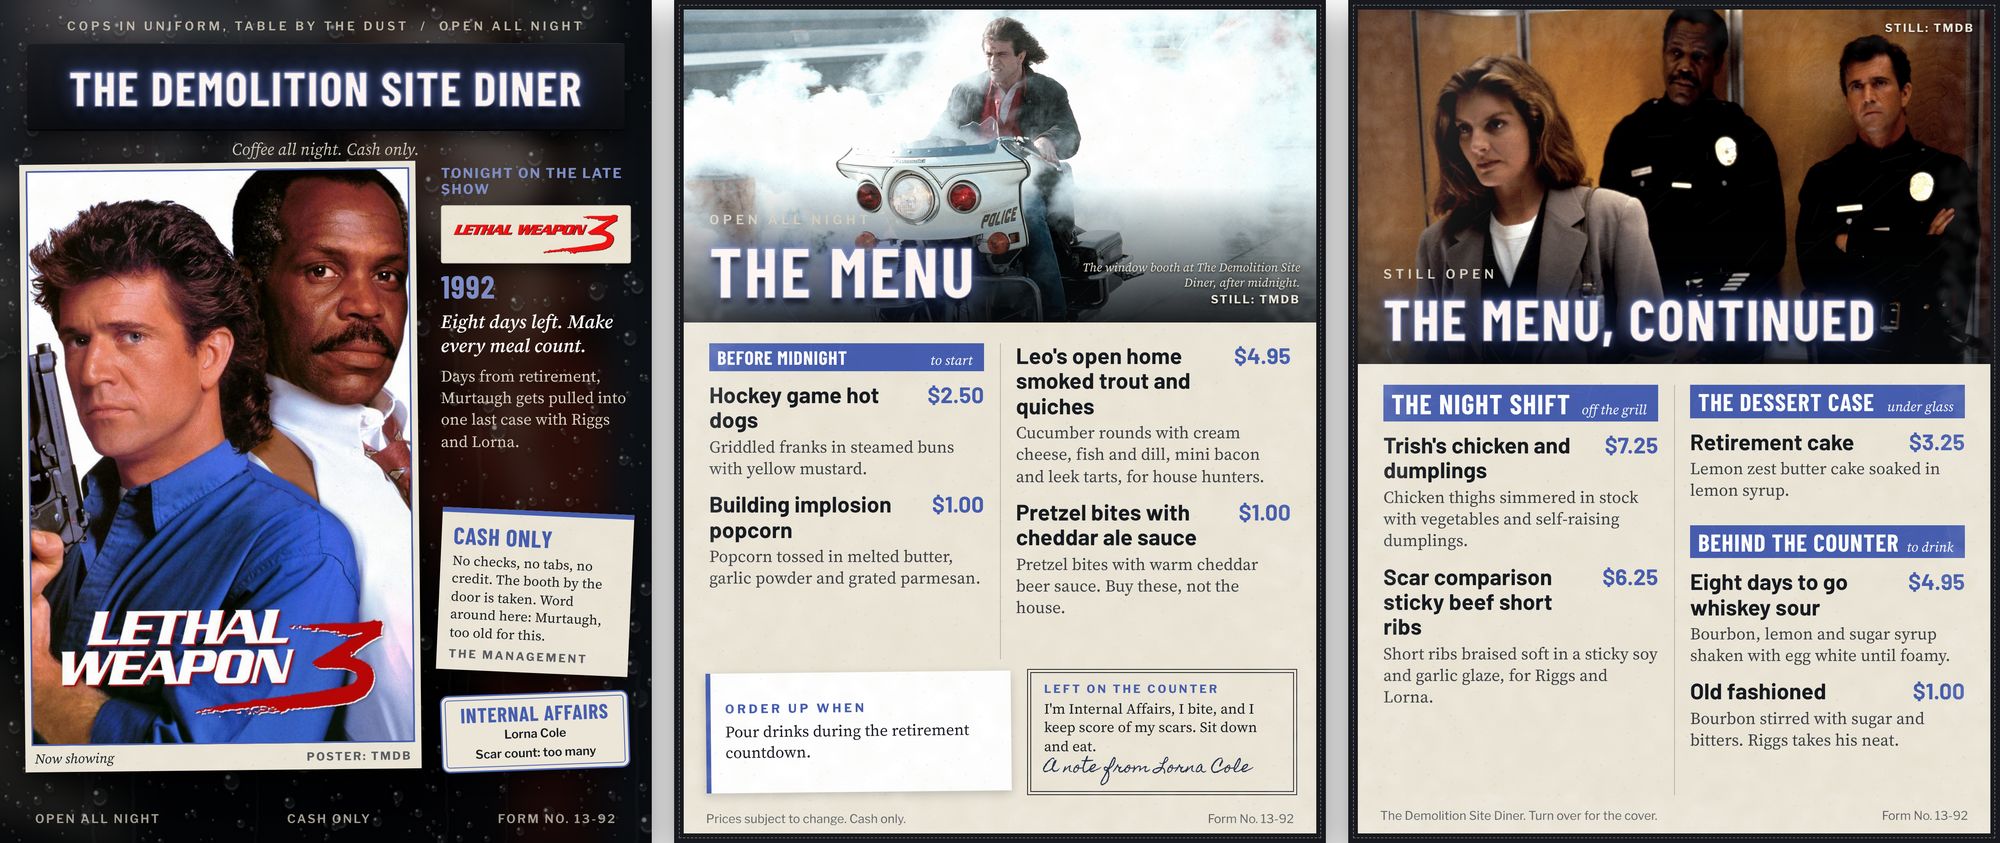 COPS IN UNIFORM, TABLE BY THE DUST / OPEN ALL NIGHT
THE DEMOLITION SITE DINER
Coffee all night. Cash only.
TONIGHT ON THE LATE
SHOW
LETHAL WEAPON 3
1992
Eight days left. Make
every meal count.
Days from retirement,
Murtaugh gets pulled into
one last case with Riggs
and Lorna.
LETHAL
WEAPON 3
CASH ONLY
No checks, no tabs, no
credit. The booth by the
door is taken. Word
around here: Murtaugh,
too old for this.
THE MANAGEMENT
INTERNAL AFFAIRS
Lorna Cole
Scar count: too many
Now showing
POSTER: TMDB
OPEN ALL NIGHT
CASH ONLY
FORM NO. 13-92
POLICE
OPEN ALL NIGHT
THE MENU
The window booth at The Demolition Site
Diner, after midnight.
STILL: TMDB
BEFORE MIDNIGHT to start
Hockey game hot $2.50
dogs
Griddled franks in steamed buns
with yellow mustard.
Building implosion $1.00
popcorn
Popcorn tossed in melted butter,
garlic powder and grated parmesan.
Leo's open home $4.95
smoked trout and
quiches
Cucumber rounds with cream
cheese, fish and dill, mini bacon
and leek tarts, for house hunters.
Pretzel bites with $1.00
cheddar ale sauce
Pretzel bites with warm cheddar
beer sauce. Buy these, not the
house.
ORDER UP WHEN
Pour drinks during the retirement
countdown.
LEFT ON THE COUNTER
I'm Internal Affairs, I bite, and I
keep score of my scars. Sit down
and eat.
A note from Lorna Cole
Prices subject to change. Cash only.
Form No. 13-92
STILL: TMDB
STILL OPEN
THE MENU, CONTINUED
THE NIGHT SHIFT off the grill
Trish's chicken and $7.25
dumplings
Chicken thighs simmered in stock
with vegetables and self-raising
dumplings.
Scar comparison $6.25
sticky beef short
ribs
Short ribs braised soft in a sticky soy
and garlic glaze, for Riggs and
Lorna.
THE DESSERT CASE under glass
Retirement cake $3.25
Lemon zest butter cake soaked in
lemon syrup.
BEHIND THE COUNTER to drink
Eight days to go $4.95
whiskey sour
Bourbon, lemon and sugar syrup
shaken with egg white until foamy.
Old fashioned $1.00
Bourbon stirred with sugar and
bitters. Riggs takes his neat.
The Demolition Site Diner. Turn over for the cover.
Form No. 13-92